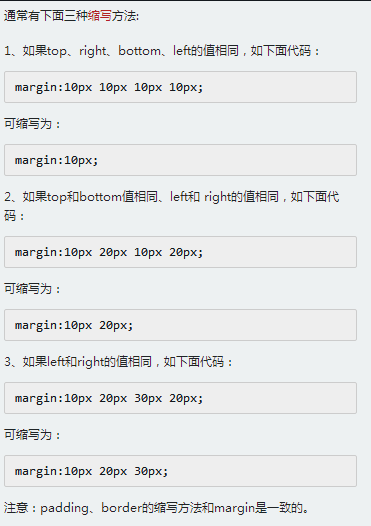 通常有下面三种缩写方法:
1、如果top、right、bottom、left的值相同，如下面代码：
margin:10px 10px 10px 10px;
可缩写为：
margin:10px;
2、如果top和bottom值相同、left和 right的值相同，如下面代
码：
margin:10px 20px 10px 20px;
可缩写为：
margin:10px 20px;
3、如果left和right的值相同，如下面代码：
margin:10px 20px 30px 20px;
可缩写为：
margin:10px 20px 30px;
注意：padding、border的缩写方法和margin是一致的。